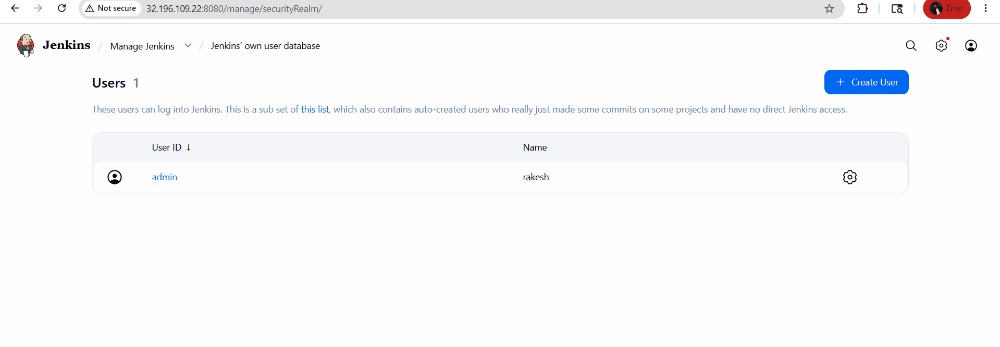 Not secure 32.196.109.22:8080/manage/securityRealm/ Error
Jenkins / Manage Jenkins / Jenkins' own user database
Users 1
+ Create User
These users can log into Jenkins. This is a sub set of this list, which also contains auto-created users who really just made some commits on some projects and have no direct Jenkins access.
User ID ↓ Name
admin rakesh